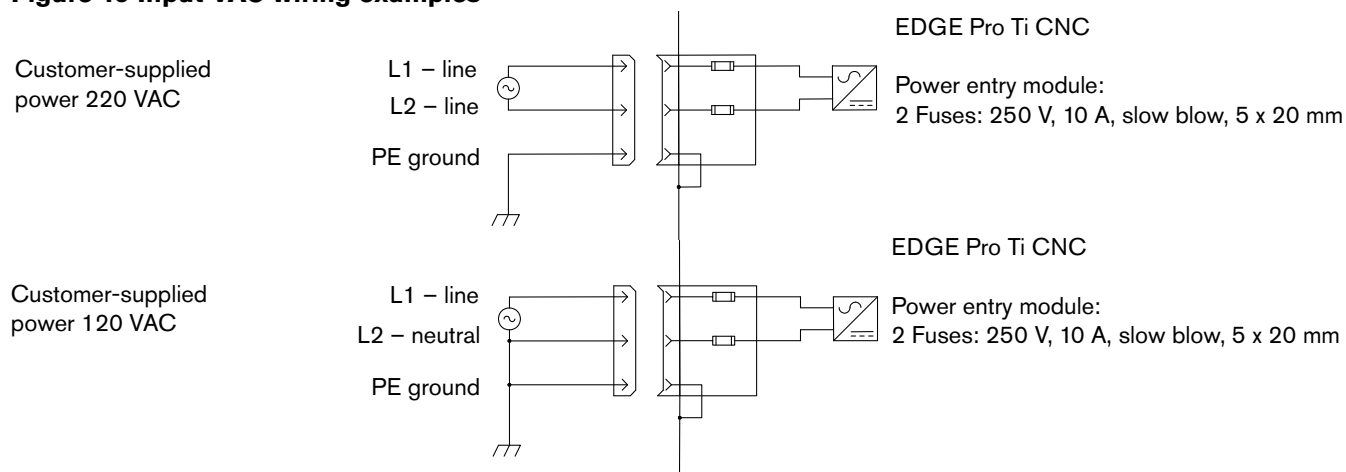 EDGE Pro Ti CNC
Customer-supplied
power 220 VAC
L1 – line
L2 – line
PE ground
Power entry module:
2 Fuses: 250 V, 10 A, slow blow, 5 x 20 mm
EDGE Pro Ti CNC
Customer-supplied
power 120 VAC
L1 – line
L2 – neutral
PE ground
Power entry module:
2 Fuses: 250 V, 10 A, slow blow, 5 x 20 mm